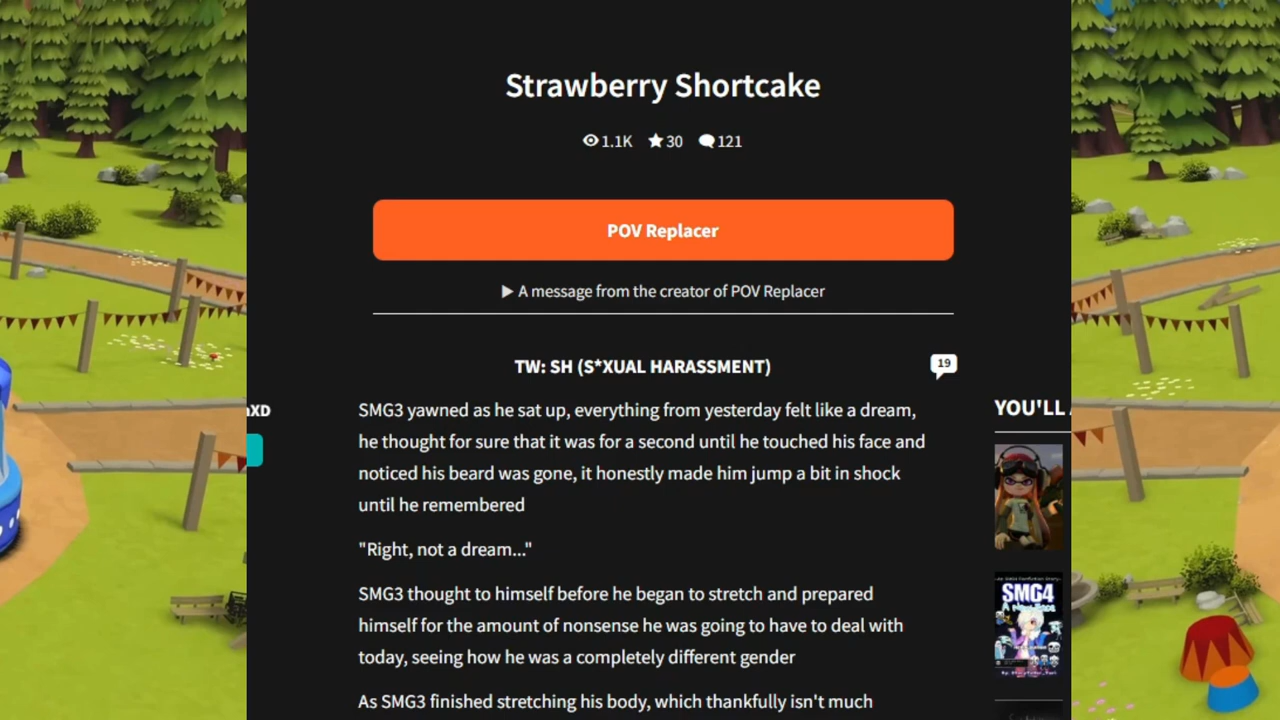 Strawberry Shortcake
1.1K 30 121
POV Replacer
▶ A message from the creator of POV Replacer
TW: SH (S*XUAL HARASSMENT)
19
SMG3 yawned as he sat up, everything from yesterday felt like a dream,
he thought for sure that it was for a second until he touched his face and
noticed his beard was gone, it honestly made him jump a bit in shock
until he remembered
"Right, not a dream..."
SMG3 thought to himself before he began to stretch and prepared
himself for the amount of nonsense he was going to have to deal with
today, seeing how he was a completely different gender
As SMG3 finished stretching his body, which thankfully isn't much
XD
YOU'LL
SMG4